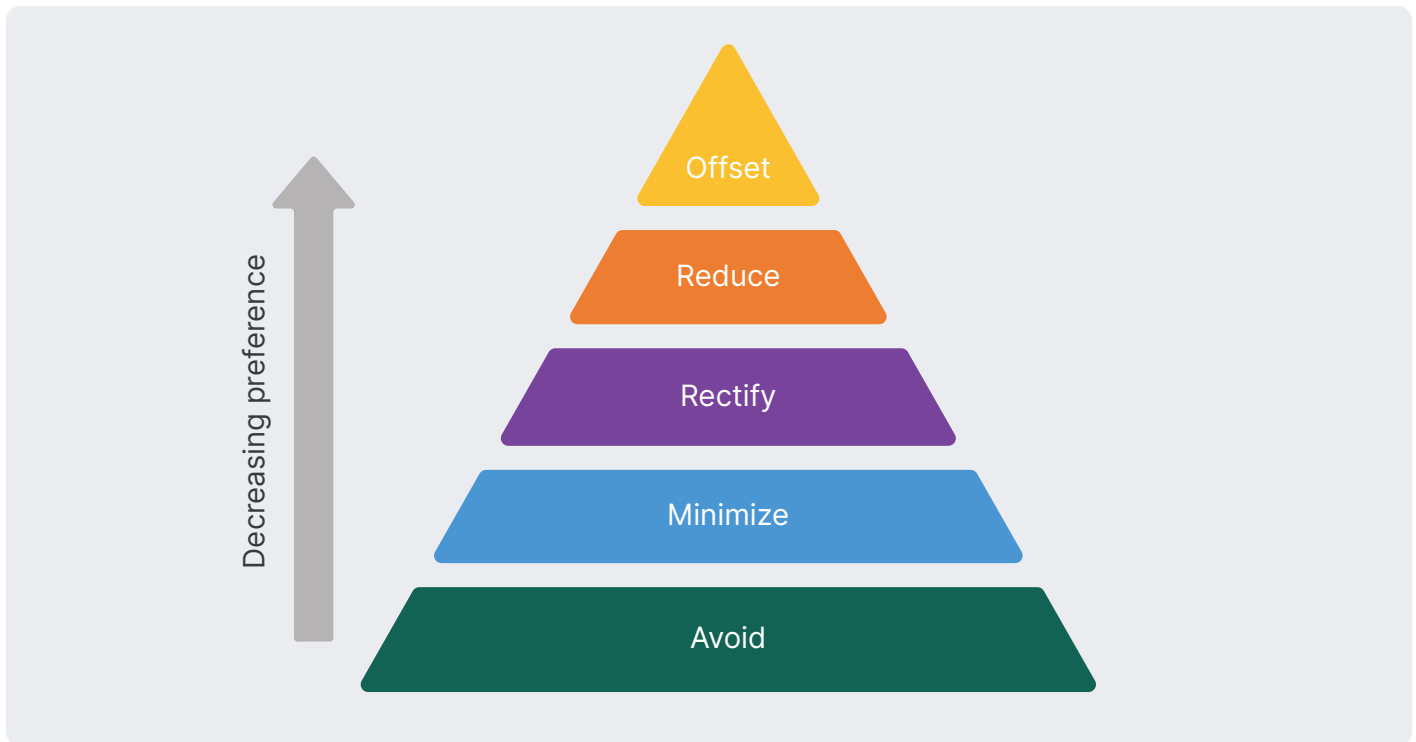 Offset
Reduce
Rectify
Minimize
Avoid
Decreasing preference